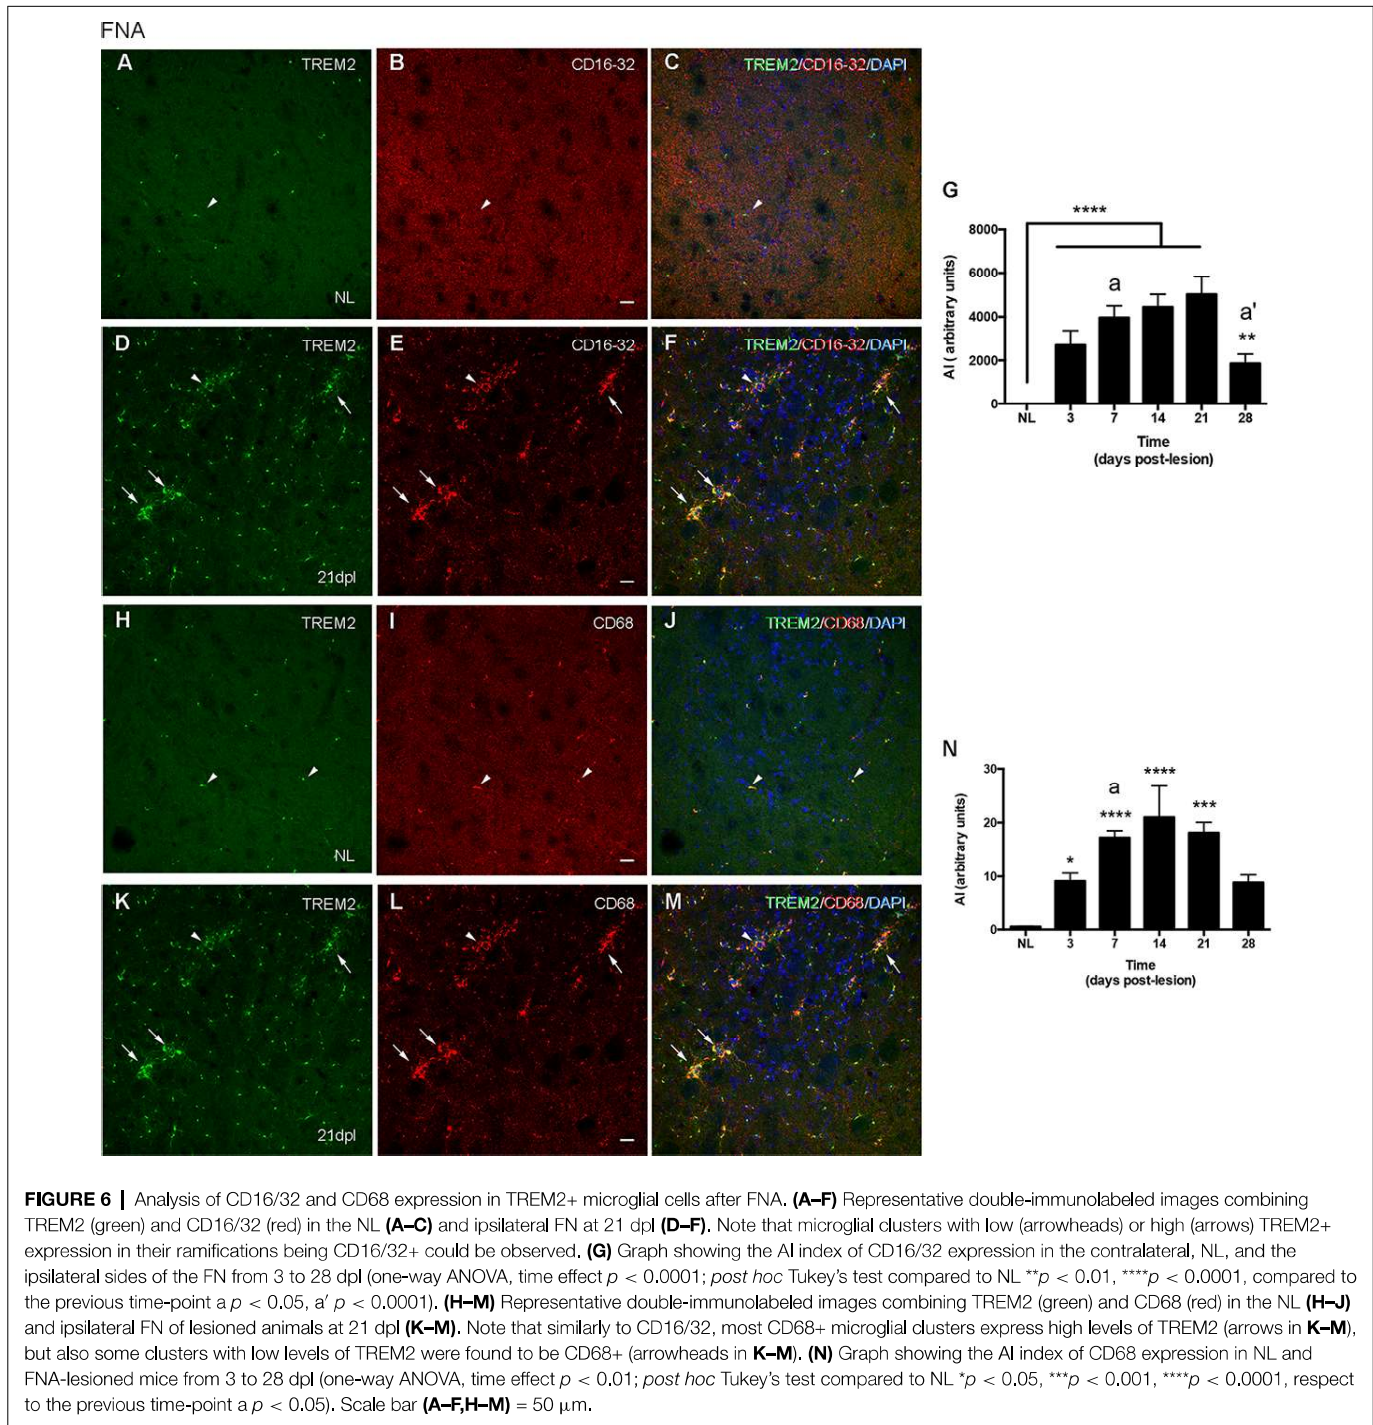 FNA
A TREM2 B CD16-32 C TREM2/CD16-32/DAPI
NL
D TREM2 E CD16-32 F TREM2/CD16-32/DAPI
21dpl
H TREM2 I CD68 J TREM2/CD68/DAPI
NL
K TREM2 L CD68 M TREM2/CD68/DAPI
21dpl
G
****
a
a'
**
AI ( arbitrary units)
8000
6000
4000
2000
0
NL 3 7 14 21 28
Time
(days post-lesion)
N
****
a
****
***
*
AI (arbitrary units)
30
20
10
0
NL 3 7 14 21 28
Time
(days post-lesion)
FIGURE 6 | Analysis of CD16/32 and CD68 expression in TREM2+ microglial cells after FNA. (A–F) Representative double-immunolabeled images combining
TREM2 (green) and CD16/32 (red) in the NL (A–C) and ipsilateral FN at 21 dpl (D–F). Note that microglial clusters with low (arrowheads) or high (arrows) TREM2+
expression in their ramifications being CD16/32+ could be observed. (G) Graph showing the AI index of CD16/32 expression in the contralateral, NL, and the
ipsilateral sides of the FN from 3 to 28 dpl (one-way ANOVA, time effect p < 0.0001; post hoc Tukey's test compared to NL **p < 0.01, ****p < 0.0001, compared to
the previous time-point a p < 0.05, a′ p < 0.0001). (H–M) Representative double-immunolabeled images combining TREM2 (green) and CD68 (red) in the NL (H–J)
and ipsilateral FN of lesioned animals at 21 dpl (K–M). Note that similarly to CD16/32, most CD68+ microglial clusters express high levels of TREM2 (arrows in K–M),
but also some clusters with low levels of TREM2 were found to be CD68+ (arrowheads in K–M). (N) Graph showing the AI index of CD68 expression in NL and
FNA-lesioned mice from 3 to 28 dpl (one-way ANOVA, time effect p < 0.01; post hoc Tukey's test compared to NL *p < 0.05, ***p < 0.001, ****p < 0.0001, respect
to the previous time-point a p < 0.05). Scale bar (A–F,H–M) = 50 μm.